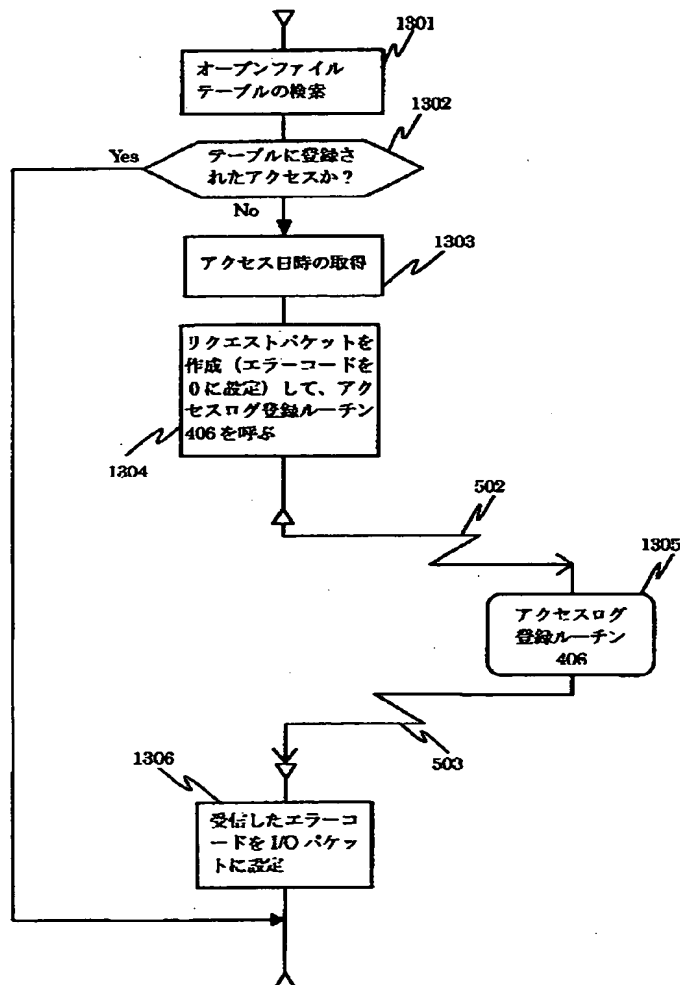 1301
オープンファイル
テーブルの検索
1302
Yes
テーブルに登録さ
れたアクセスか？
No
1303
アクセス日時の取得
リクエストパケットを
作成（エラーコードを
0に設定）して、アク
セスログ登録ルーチン
406を呼ぶ
1304
502
1305
アクセスログ
登録ルーチン
406
503
1306
受信したエラーコ
ードを I/O パケッ
トに設定